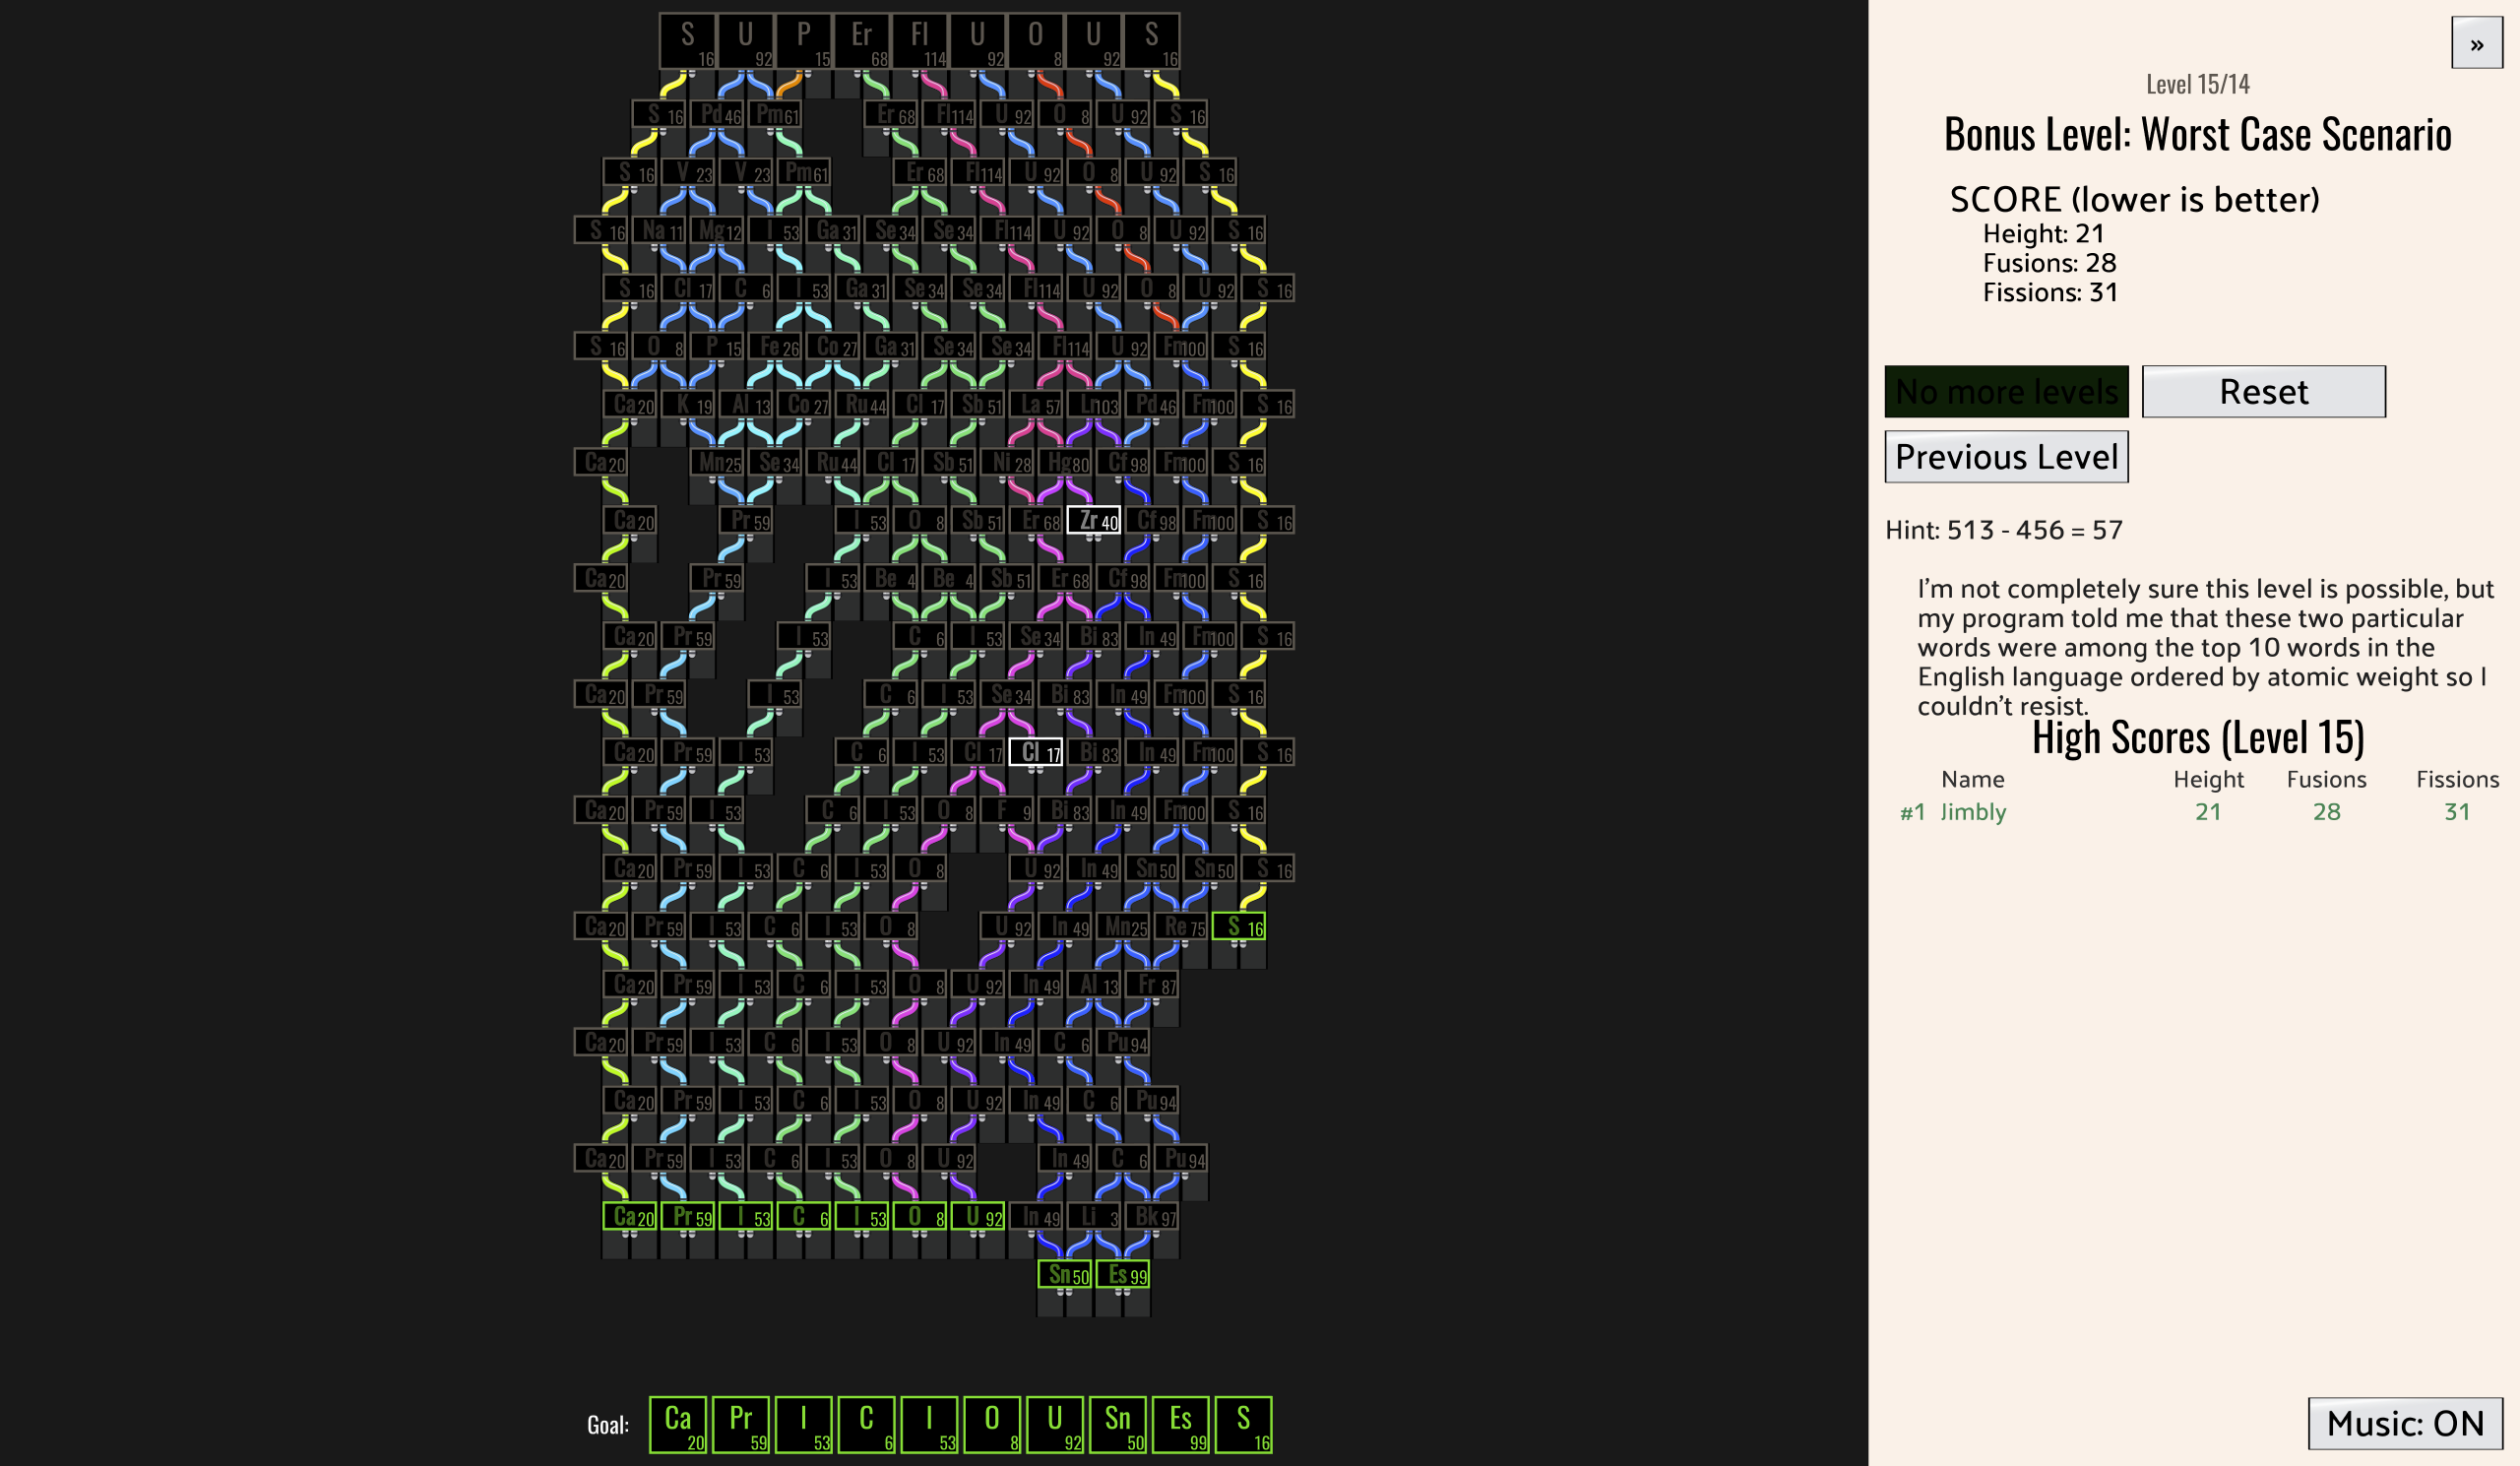 S U P Er Fl U O U S
16 92 15 68 114 92 8 92 16
S 16 Pd 46 Pm 61 Er 68 Fl 114 U 92 O 8 U 92 S 16
S 16 V 23 V 23 Pm 61 Er 68 Fl 114 U 92 O 8 U 92 S 16
S 16 Na 11 Mg 12 I 53 Ga 31 Se 34 Se 34 Fl 114 U 92 O 8 U 92 S 16
S 16 Cl 17 C 6 I 53 Ga 31 Se 34 Se 34 Fl 114 U 92 O 8 U 92 S 16
S 16 O 8 P 15 Fe 26 Co 27 Ga 31 Se 34 Se 34 Fl 114 U 92 Fm 100 S 16
Ca 20 K 19 Al 13 Co 27 Ru 44 Cl 17 Sb 51 La 57 Lr 103 Pd 46 Fm 100 S 16
Ca 20 Mn 25 Se 34 Ru 44 Cl 17 Sb 51 Ni 28 Hg 80 Cf 98 Fm 100 S 16
Ca 20 Pr 59 I 53 O 8 Sb 51 Er 68 Zr 40 Cf 98 Fm 100 S 16
Ca 20 Pr 59 I 53 Be 4 Be 4 Sb 51 Er 68 Cf 98 Fm 100 S 16
Ca 20 Pr 59 I 53 C 6 I 53 Se 34 Bi 83 In 49 Fm 100 S 16
Ca 20 Pr 59 I 53 C 6 I 53 Se 34 Bi 83 In 49 Fm 100 S 16
Ca 20 Pr 59 I 53 C 6 I 53 Cl 17 Cl 17 Bi 83 In 49 Fm 100 S 16
Ca 20 Pr 59 I 53 C 6 I 53 O 8 F 9 Bi 83 In 49 Fm 100 S 16
Ca 20 Pr 59 I 53 C 6 I 53 O 8 U 92 In 49 Sn 50 Sn 50 S 16
Ca 20 Pr 59 I 53 C 6 I 53 O 8 U 92 In 49 Mn 25 Re 75 S 16
Ca 20 Pr 59 I 53 C 6 I 53 O 8 U 92 In 49 Al 13 Fr 87
Ca 20 Pr 59 I 53 C 6 I 53 O 8 U 92 In 49 C 6 Pu 94
Ca 20 Pr 59 I 53 C 6 I 53 O 8 U 92 In 49 C 6 Pu 94
Ca 20 Pr 59 I 53 C 6 I 53 O 8 U 92 In 49 C 6 Pu 94
Ca 20 Pr 59 I 53 C 6 I 53 O 8 U 92 In 49 Li 3 Bk 97
Sn 50 Es 99
Goal: Ca Pr I C I O U Sn Es S
20 59 53 6 53 8 92 50 99 16
»
Level 15/14
Bonus Level: Worst Case Scenario
SCORE (lower is better)
Height: 21
Fusions: 28
Fissions: 31
No more levels Reset
Previous Level
Hint: 513 - 456 = 57
I'm not completely sure this level is possible, but
my program told me that these two particular
words were among the top 10 words in the
English language ordered by atomic weight so I
couldn't resist.
High Scores (Level 15)
Name Height Fusions Fissions
#1 Jimbly 21 28 31
Music: ON